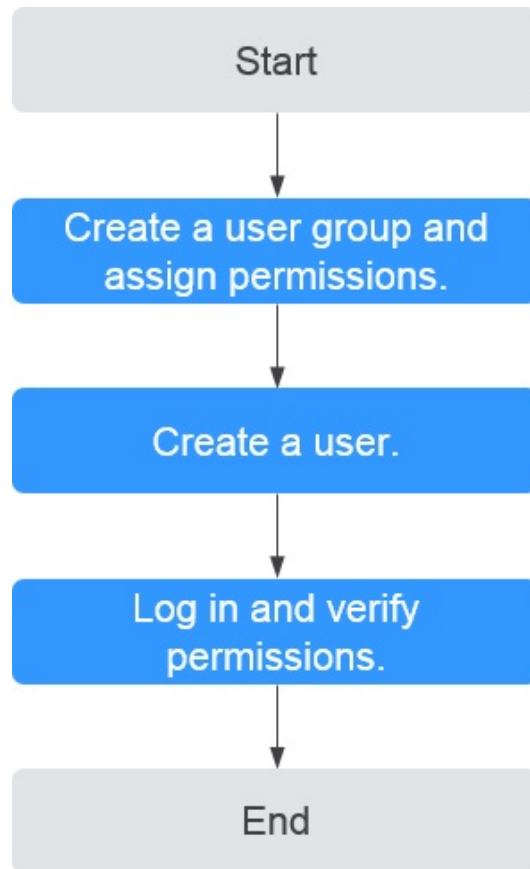 Start
Create a user group and
assign permissions.
Create a user.
Log in and verify
permissions.
End